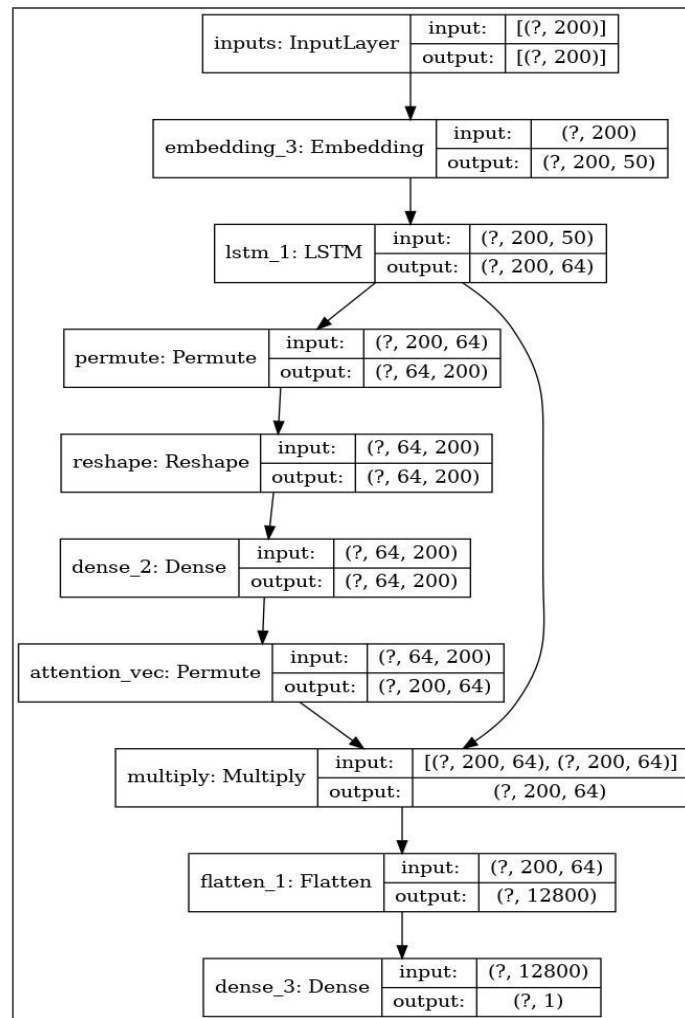 inputs: InputLayer
input: [(?, 200)]
output: [(?, 200)]
embedding_3: Embedding
input: (?, 200)
output: (?, 200, 50)
lstm_1: LSTM
input: (?, 200, 50)
output: (?, 200, 64)
permute: Permute
input: (?, 200, 64)
output: (?, 64, 200)
reshape: Reshape
input: (?, 64, 200)
output: (?, 64, 200)
dense_2: Dense
input: (?, 64, 200)
output: (?, 64, 200)
attention_vec: Permute
input: (?, 64, 200)
output: (?, 200, 64)
multiply: Multiply
input: [(?, 200, 64), (?, 200, 64)]
output: (?, 200, 64)
flatten_1: Flatten
input: (?, 200, 64)
output: (?, 12800)
dense_3: Dense
input: (?, 12800)
output: (?, 1)